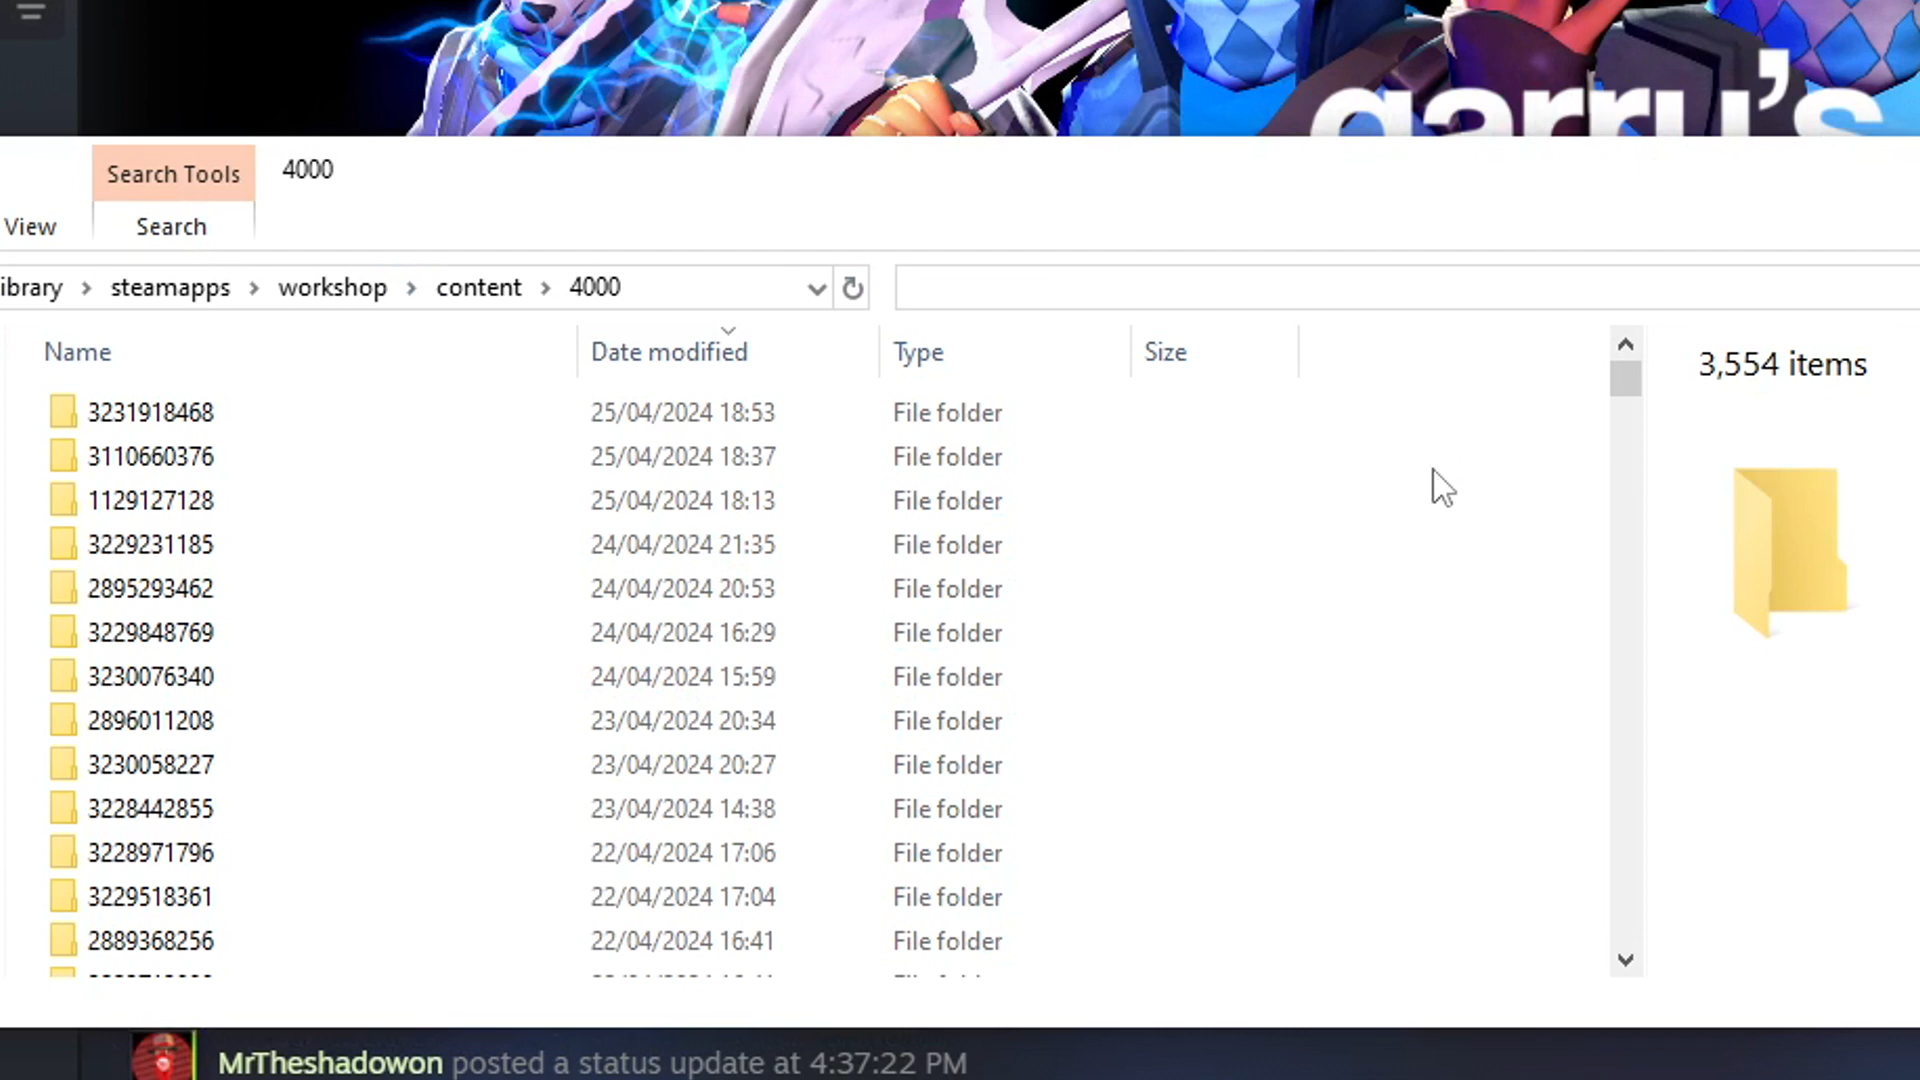 garry's
Search Tools
4000
View
Search
ibrary > steamapps > workshop > content > 4000
Name
Date modified
Type
Size
3,554 items
3231918468 25/04/2024 18:53 File folder
3110660376 25/04/2024 18:37 File folder
1129127128 25/04/2024 18:13 File folder
3229231185 24/04/2024 21:35 File folder
2895293462 24/04/2024 20:53 File folder
3229848769 24/04/2024 16:29 File folder
3230076340 24/04/2024 15:59 File folder
2896011208 23/04/2024 20:34 File folder
3230058227 23/04/2024 20:27 File folder
3228442855 23/04/2024 14:38 File folder
3228971796 22/04/2024 17:06 File folder
3229518361 22/04/2024 17:04 File folder
2889368256 22/04/2024 16:41 File folder
MrTheshadowon posted a status update at 4:37:22 PM